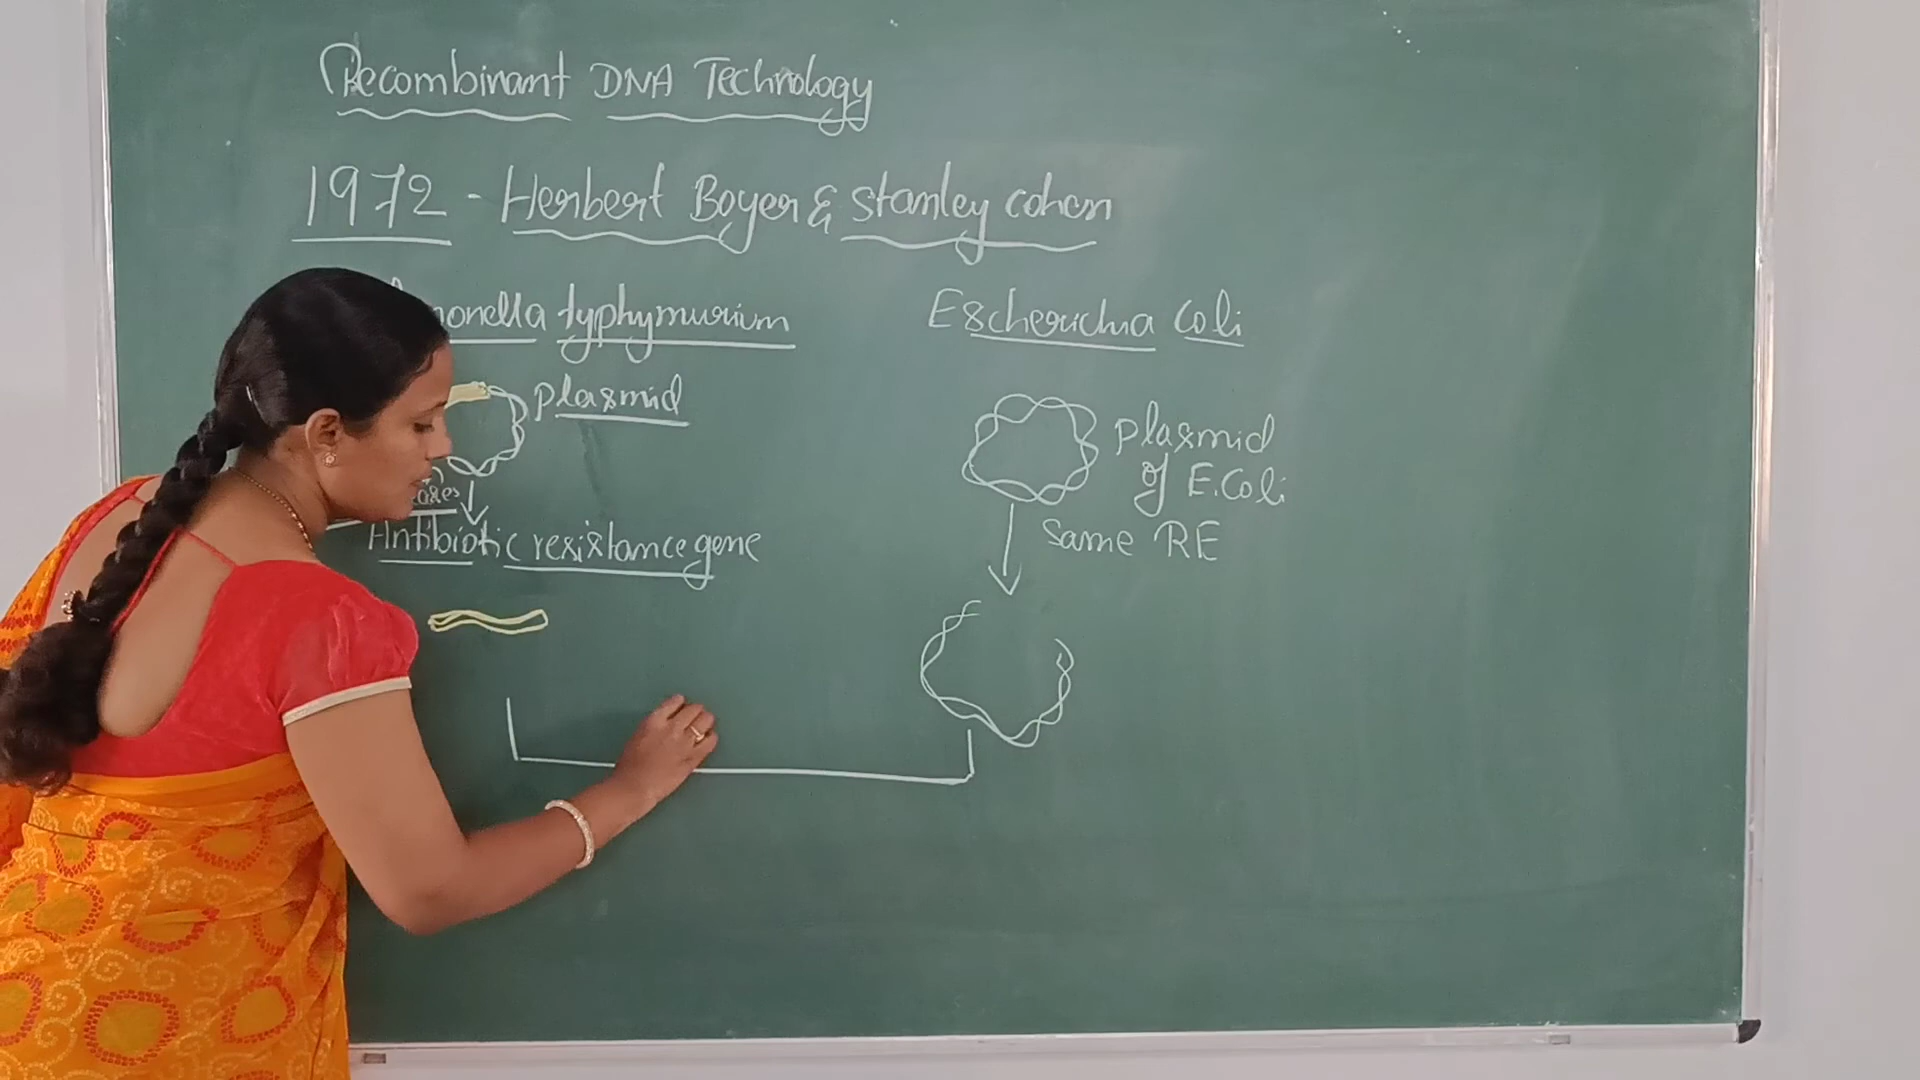 Recombinant DNA Technology
1972 - Herbert Boyer & Stanley cohen
typhymurium
Escherichia Coli
plasmid
plasmid
of E.Coli
same RE
Antibiotic resistance gene